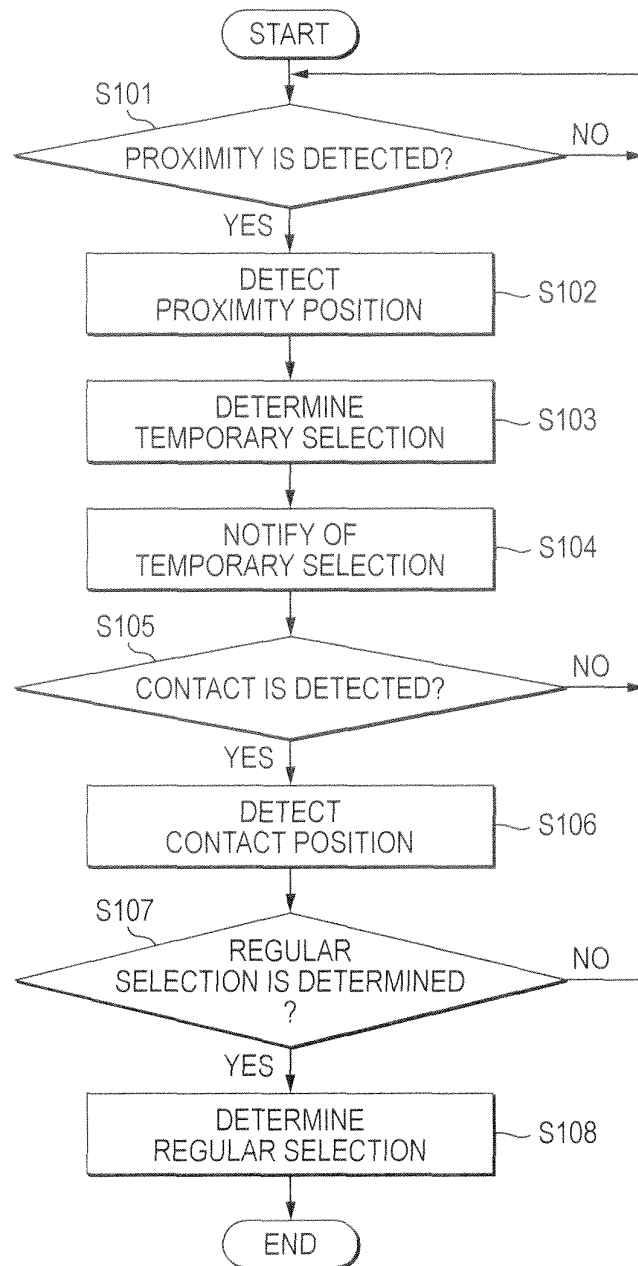 START
S101
PROXIMITY IS DETECTED?
NO
YES
DETECT
PROXIMITY POSITION
S102
DETERMINE
TEMPORARY SELECTION
S103
NOTIFY OF
TEMPORARY SELECTION
S104
S105
CONTACT IS DETECTED?
NO
YES
DETECT
CONTACT POSITION
S106
S107
REGULAR
SELECTION IS DETERMINED
?
NO
YES
DETERMINE
REGULAR SELECTION
S108
END